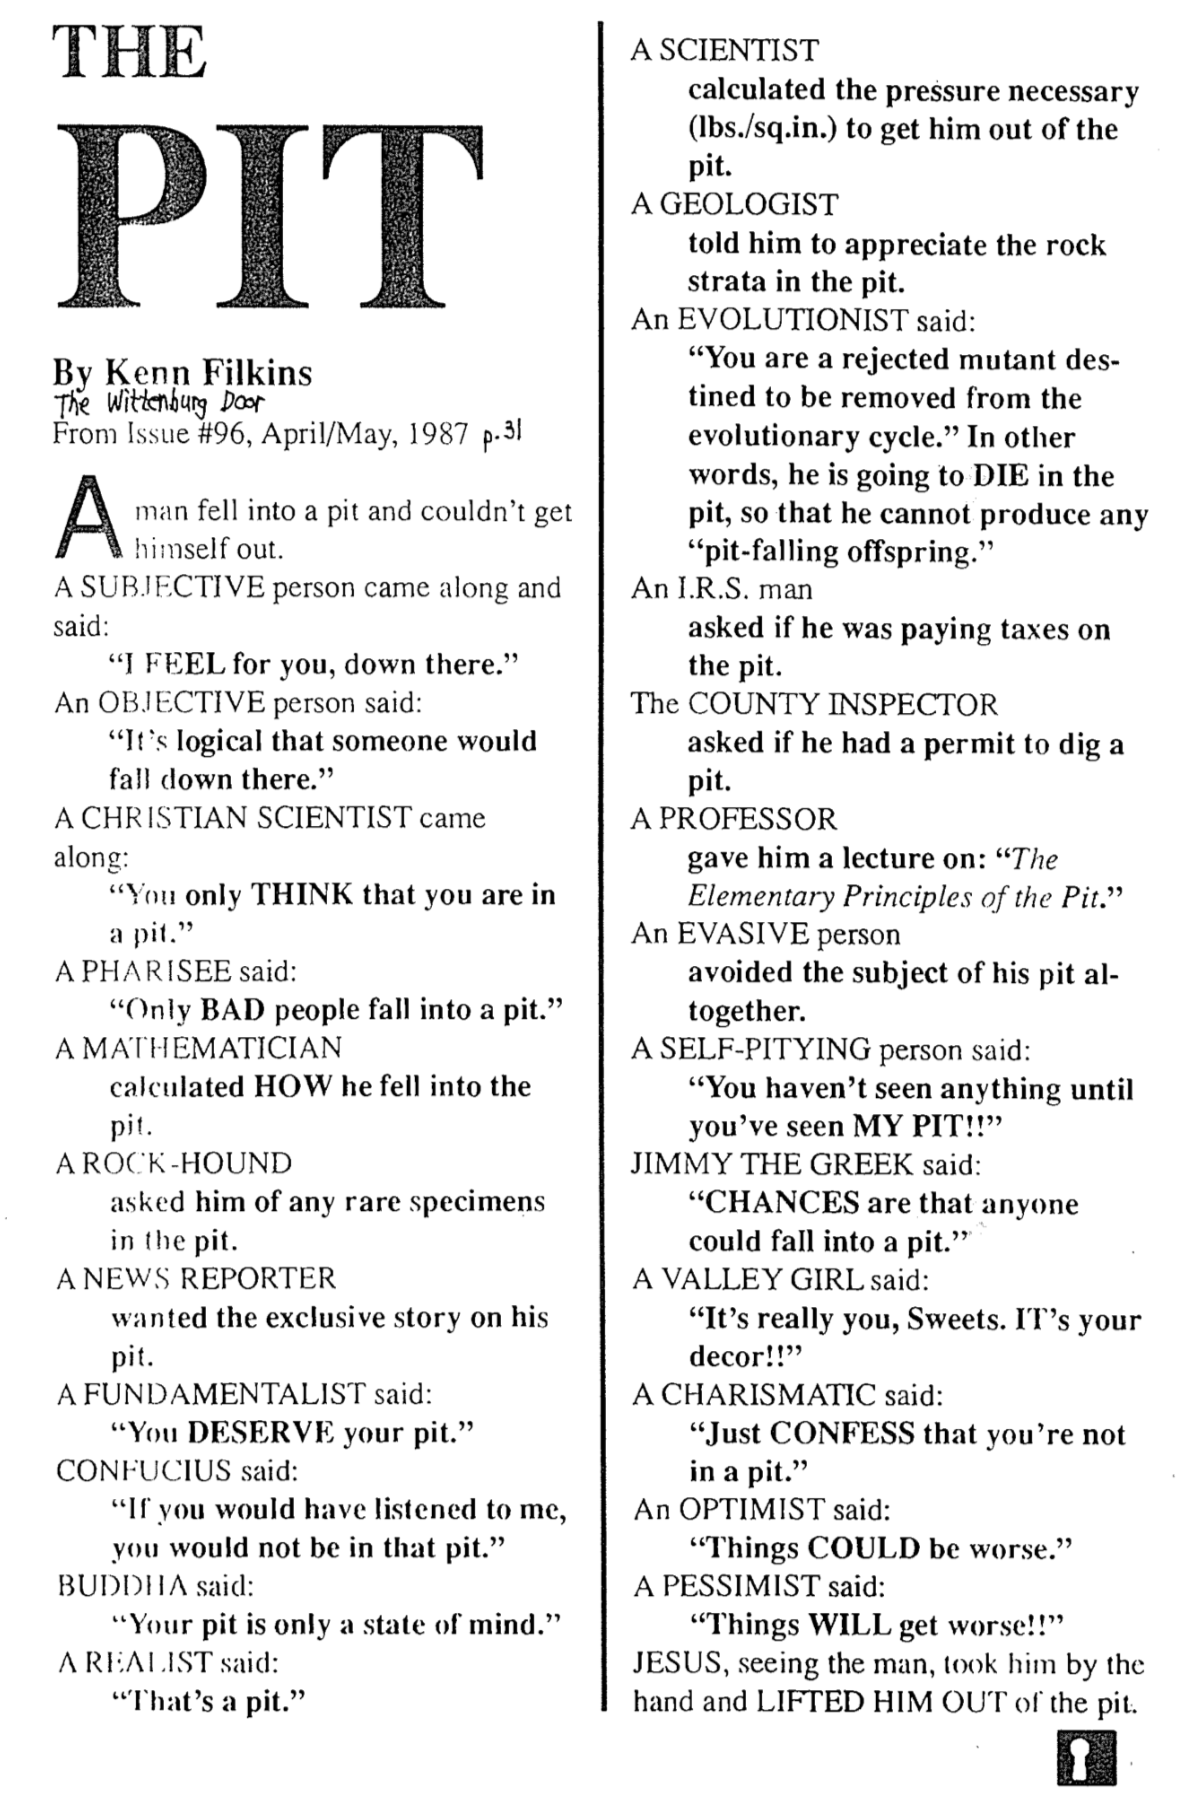 THE
PIT
By Kenn Filkins
The Wittenburg Door
From Issue #96, April/May, 1987 p.31
A man fell into a pit and couldn't get
himself out.
A SUBJECTIVE person came along and
said:
“I FEEL for you, down there.”
An OBJECTIVE person said:
“It's logical that someone would
fall down there.”
A CHRISTIAN SCIENTIST came
along:
“You only THINK that you are in
a pit.”
A PHARISEE said:
“Only BAD people fall into a pit.”
A MATHEMATICIAN
calculated HOW he fell into the
pit.
A ROCK-HOUND
asked him of any rare specimens
in the pit.
A NEWS REPORTER
wanted the exclusive story on his
pit.
A FUNDAMENTALIST said:
“You DESERVE your pit.”
CONFUCIUS said:
“If you would have listened to me,
you would not be in that pit.”
BUDDHA said:
“Your pit is only a state of mind.”
A REALIST said:
“That's a pit.”
A SCIENTIST
calculated the pressure necessary
(lbs./sq.in.) to get him out of the
pit.
A GEOLOGIST
told him to appreciate the rock
strata in the pit.
An EVOLUTIONIST said:
“You are a rejected mutant des-
tined to be removed from the
evolutionary cycle.” In other
words, he is going to DIE in the
pit, so that he cannot produce any
“pit-falling offspring.”
An I.R.S. man
asked if he was paying taxes on
the pit.
The COUNTY INSPECTOR
asked if he had a permit to dig a
pit.
A PROFESSOR
gave him a lecture on: “The
Elementary Principles of the Pit.”
An EVASIVE person
avoided the subject of his pit al-
together.
A SELF-PITYING person said:
“You haven't seen anything until
you've seen MY PIT!!”
JIMMY THE GREEK said:
“CHANCES are that anyone
could fall into a pit.”
A VALLEY GIRL said:
“It's really you, Sweets. IT's your
decor!!”
A CHARISMATIC said:
“Just CONFESS that you're not
in a pit.”
An OPTIMIST said:
“Things COULD be worse.”
A PESSIMIST said:
“Things WILL get worse!!”
JESUS, seeing the man, took him by the
hand and LIFTED HIM OUT of the pit.